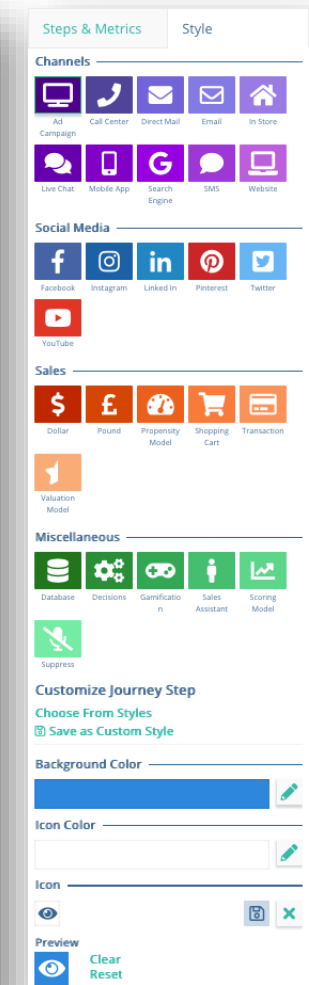 Steps & Metrics Style
Channels
Ad Campaign Call Center Direct Mail Email In Store
Live Chat Mobile App Search Engine SMS Website
Social Media
Facebook Instagram Linked In Pinterest Twitter
YouTube
Sales
Dollar Pound Propensity Model Shopping Cart Transaction
Valuation Model
Miscellaneous
Database Decisions Gamification Sales Assistant Scoring Model
Suppress
Customize Journey Step
Choose From Styles
Save as Custom Style
Background Color
Icon Color
Icon
Preview
Clear
Reset